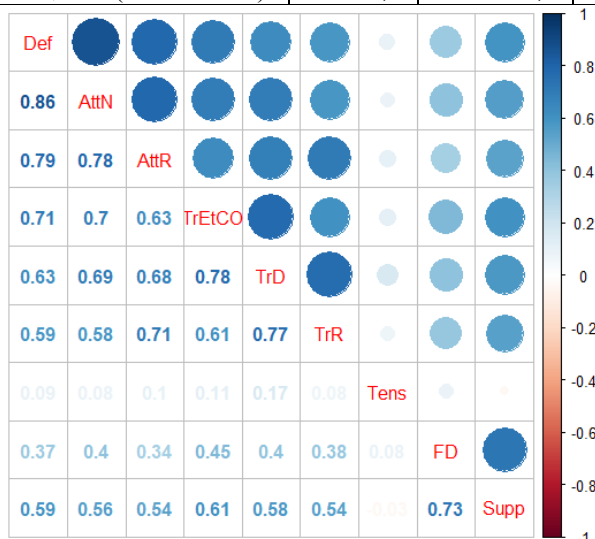 1
Def
0.8
0.86 AttN
0.6
0.79 0.78 AttR
0.4
0.71 0.7 0.63 TrEtCO
0.2
0.63 0.69 0.68 0.78 TrD
0
0.59 0.58 0.71 0.61 0.77 TrR
-0.2
0.09 0.08 0.1 0.11 0.17 0.08 Tens
-0.4
0.37 0.4 0.34 0.45 0.4 0.38 0.08 FD
-0.6
0.59 0.56 0.54 0.61 0.58 0.54 -0.03 0.73 Supp
-0.8
-1